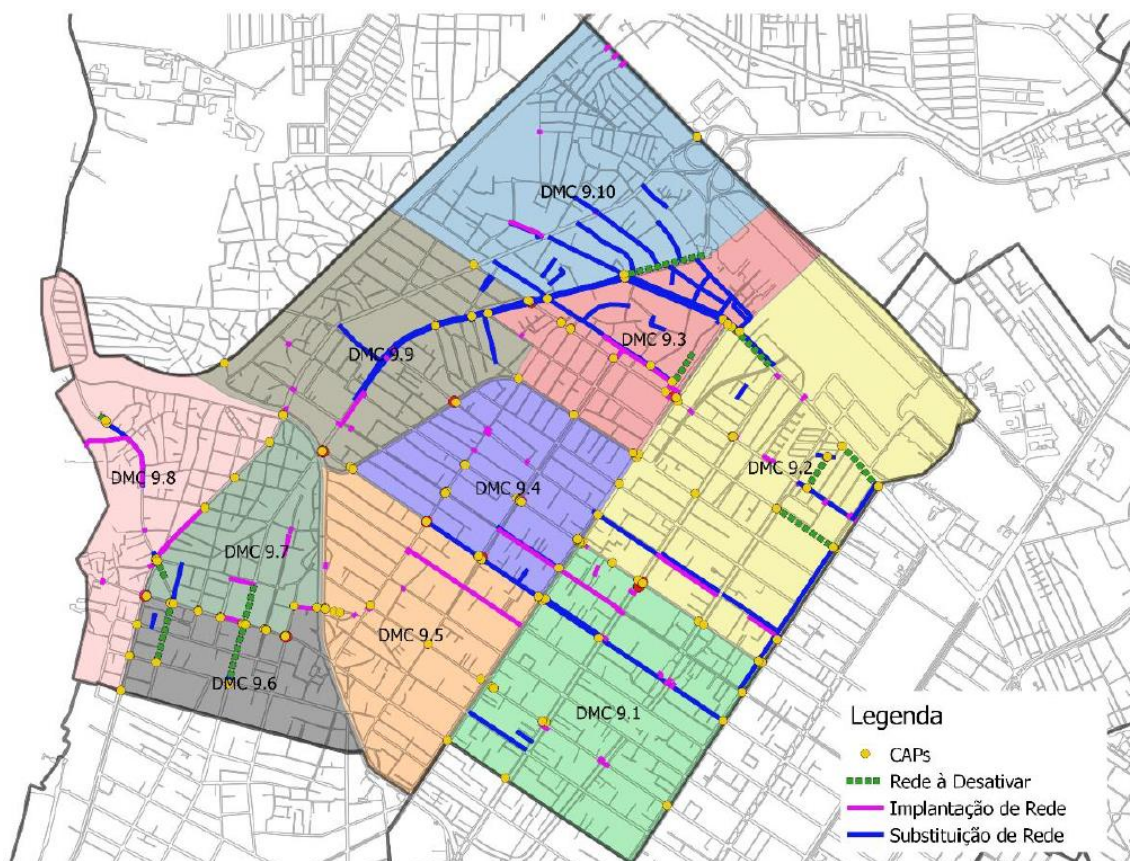 DMC 9.10
DMC 9.3
DMC 9.9
DMC 9.2
DMC 9.8
DMC 9.4
DMC 9.7
DMC 9.5
DMC 9.6
DMC 9.1
Legenda
CAPs
Rede à Desativar
Implantação de Rede
Substituição de Rede